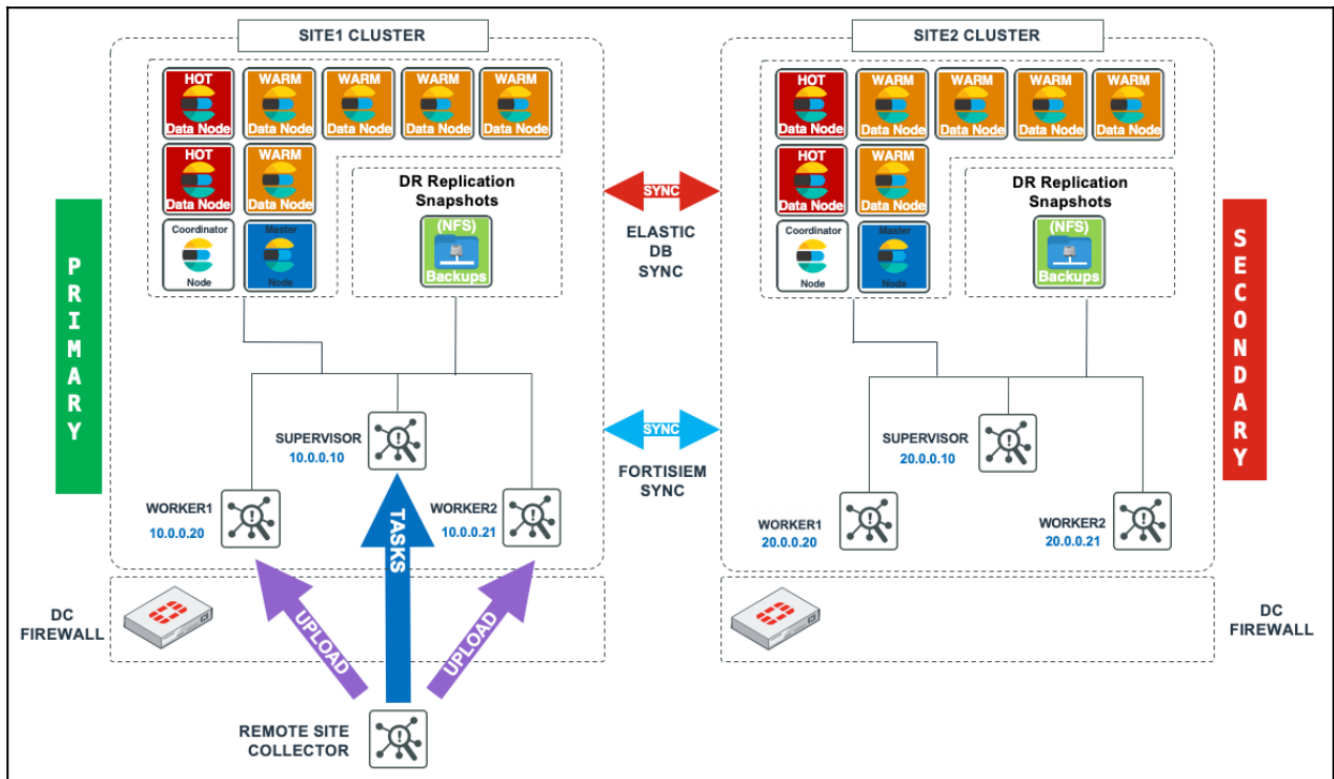 SITE1 CLUSTER
HOT
Data Node
WARM
Data Node
WARM
Data Node
WARM
Data Node
WARM
Data Node
HOT
Data Node
WARM
Data Node
Coordinator
Node
Master
Node
DR Replication
Snapshots
(NFS)
Backups
PRIMARY
SUPERVISOR
10.0.0.10
WORKER1
10.0.0.20
WORKER2
10.0.0.21
TASKS
UPLOAD
UPLOAD
DC
FIREWALL
REMOTE SITE
COLLECTOR
SYNC
ELASTIC
DB
SYNC
SYNC
FORTISIEM
SYNC
SITE2 CLUSTER
HOT
Data Node
WARM
Data Node
WARM
Data Node
WARM
Data Node
WARM
Data Node
HOT
Data Node
WARM
Data Node
Coordinator
Node
Master
Node
DR Replication
Snapshots
(NFS)
Backups
SECONDARY
SUPERVISOR
20.0.0.10
WORKER1
20.0.0.20
WORKER2
20.0.0.21
DC
FIREWALL